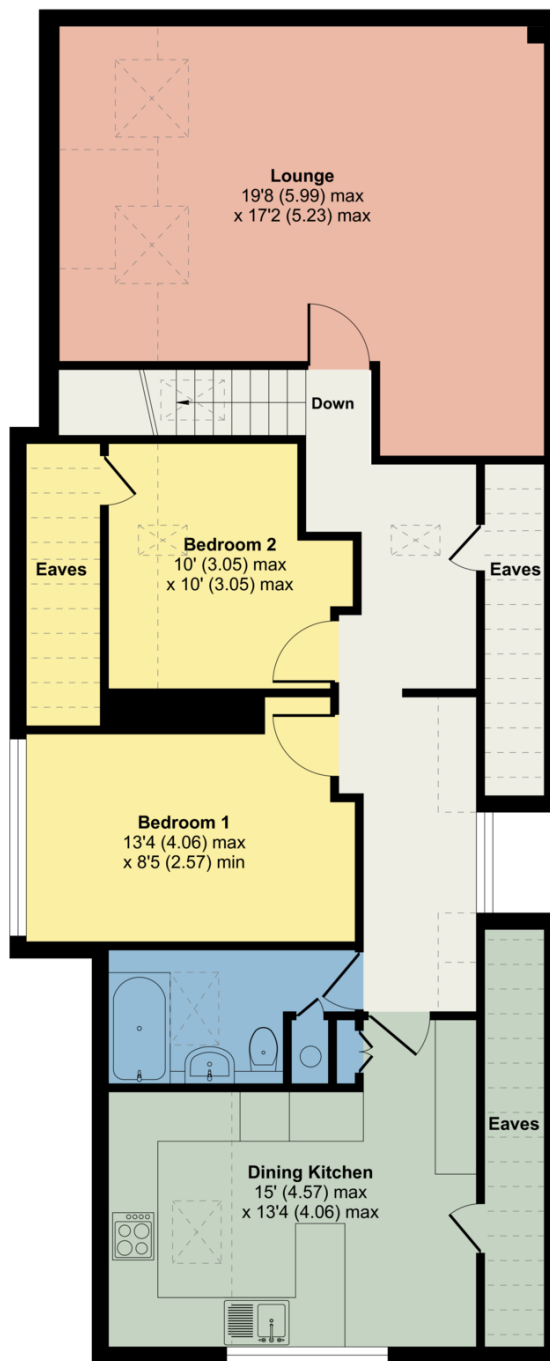 Lounge
19'8 (5.99) max
x 17'2 (5.23) max
Down
Bedroom 2
10' (3.05) max
x 10' (3.05) max
Eaves
Eaves
Bedroom 1
13'4 (4.06) max
x 8'5 (2.57) min
Dining Kitchen
15' (4.57) max
x 13'4 (4.06) max
Eaves